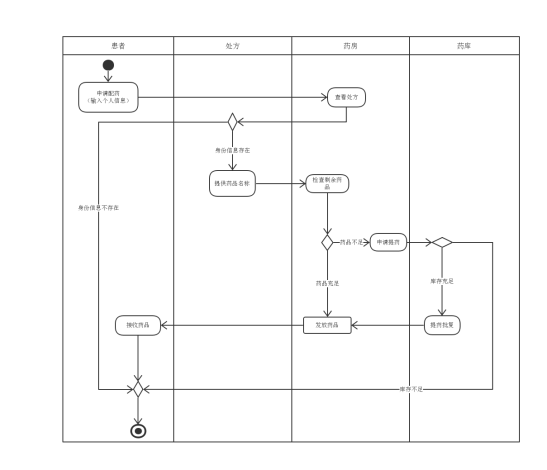 患者
处方
药房
药库
申请配药
（输入个人信息）
查看处方
身份信息存在
提供药品名称
检查剩余药
品
身份信息不存在
药品不足
申请提药
药品充足
库存充足
接收药品
发放药品
提药批复
库存不足